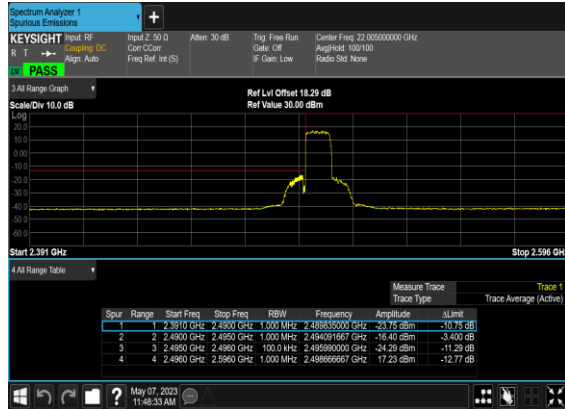 Spectrum Analyzer 1
Spurious Emissions
KEYSIGHT Input: RF Input Z: 50 Ω Atten: 30 dB Trig: Free Run Center Freq: 22.005000000 GHz
R T Coupling: DC Corr CCorr Gate: Off Avg|Hold: 100/100
Align: Auto Freq Ref: Int (S) IF Gain: Low Radio Std: None
PASS
3 All Range Graph
Ref Lvl Offset 18.29 dB
Scale/Div 10.0 dB Ref Value 30.00 dBm
Log
20.0
10.0
0.00
-10.0
-20.0
-30.0
-40.0
-50.0
-60.0
Start 2.391 GHz Stop 2.596 GHz
4 All Range Table
Measure Trace Trace 1
Trace Type Trace Average (Active)
Spur Range Start Freq Stop Freq RBW Frequency Amplitude ΔLimit
1 1 2.3910 GHz 2.4900 GHz 1.000 MHz 2.489835000 GHz -23.75 dBm -10.75 dB
2 2 2.4900 GHz 2.4950 GHz 1.000 MHz 2.494091667 GHz -16.40 dBm -3.400 dB
3 3 2.4950 GHz 2.4960 GHz 100.0 kHz 2.495990000 GHz -24.29 dBm -11.29 dB
4 4 2.4960 GHz 2.5960 GHz 1.000 MHz 2.498666667 GHz 17.23 dBm -12.77 dB
May 07, 2023
11:48:33 AM